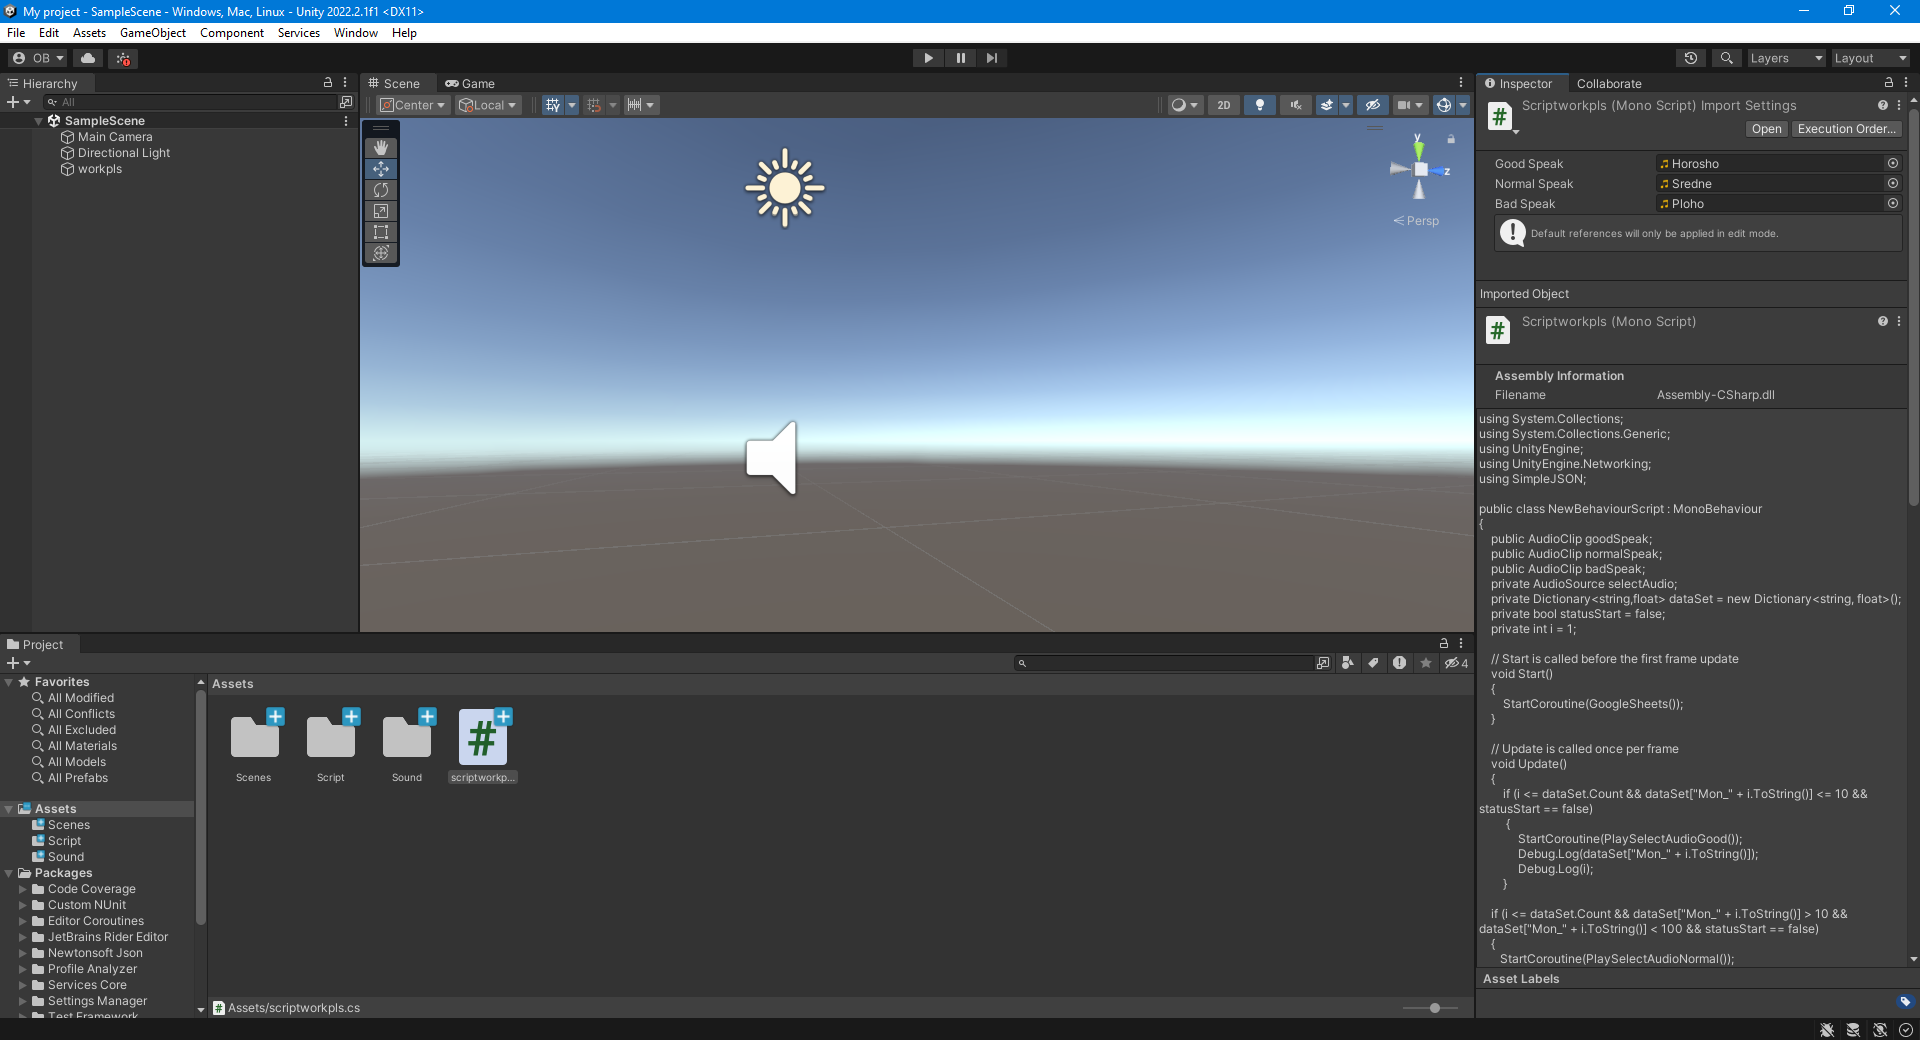 My project - SampleScene - Windows, Mac, Linux - Unity 2022.2.1f1 <DX11>
File Edit Assets GameObject Component Services Window Help
OB
Layers
Layout
Hierarchy
All
SampleScene
Main Camera
Directional Light
workpls
Scene
Game
Center
Local
2D
y
z
Persp
Inspector
Collaborate
Scriptworkpls (Mono Script) Import Settings
Open
Execution Order...
Good Speak Horosho
Normal Speak Sredne
Bad Speak Ploho
Default references will only be applied in edit mode.
Imported Object
Scriptworkpls (Mono Script)
Assembly Information
Filename Assembly-CSharp.dll
using System.Collections;
using System.Collections.Generic;
using UnityEngine;
using UnityEngine.Networking;
using SimpleJSON;
public class NewBehaviourScript : MonoBehaviour
{
public AudioClip goodSpeak;
public AudioClip normalSpeak;
public AudioClip badSpeak;
private AudioSource selectAudio;
private Dictionary<string,float> dataSet = new Dictionary<string, float>();
private bool statusStart = false;
private int i = 1;
// Start is called before the first frame update
void Start()
{
StartCoroutine(GoogleSheets());
}
// Update is called once per frame
void Update()
{
if (i <= dataSet.Count && dataSet["Mon_" + i.ToString()] <= 10 &&
statusStart == false)
{
StartCoroutine(PlaySelectAudioGood());
Debug.Log(dataSet["Mon_" + i.ToString()]);
Debug.Log(i);
}
if (i <= dataSet.Count && dataSet["Mon_" + i.ToString()] > 10 &&
dataSet["Mon_" + i.ToString()] < 100 && statusStart == false)
{
StartCoroutine(PlaySelectAudioNormal());
Asset Labels
Project
4
Favorites
All Modified
All Conflicts
All Excluded
All Materials
All Models
All Prefabs
Assets
Scenes
Script
Sound
Packages
Code Coverage
Custom NUnit
Editor Coroutines
JetBrains Rider Editor
Newtonsoft Json
Profile Analyzer
Services Core
Settings Manager
Test Framework
Assets
Scenes
Script
Sound
scriptworkp...
Assets/scriptworkpls.cs